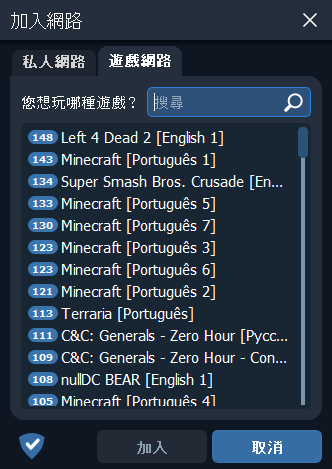 加入網路
私人網路 遊戲網路
您想玩哪種遊戲？ 搜尋
148 Left 4 Dead 2 [English 1]
143 Minecraft [Português 1]
134 Super Smash Bros. Crusade [En...
133 Minecraft [Português 5]
130 Minecraft [Português 7]
123 Minecraft [Português 3]
123 Minecraft [Português 6]
121 Minecraft [Português 2]
113 Terraria [Português]
111 C&C: Generals - Zero Hour [Русс...
109 C&C: Generals - Zero Hour - Con...
108 nullDC BEAR [English 1]
105 Minecraft [Português 4]
加入 取消